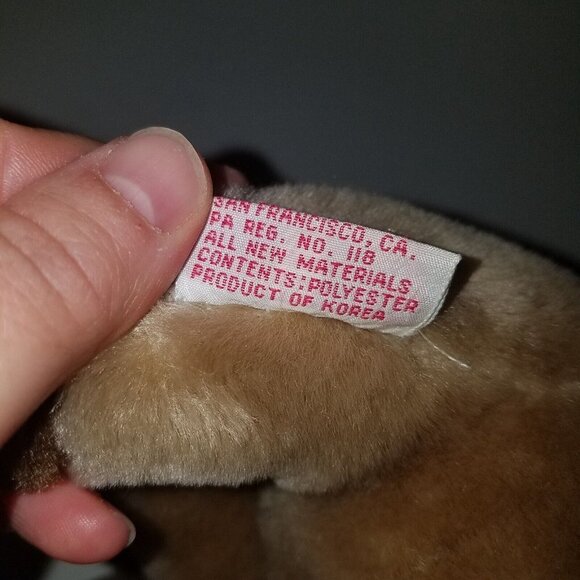 SAN FRANCISCO, CA.
PA REG. NO. 118
ALL NEW MATERIALS
CONTENTS:POLYESTER
PRODUCT OF KOREA